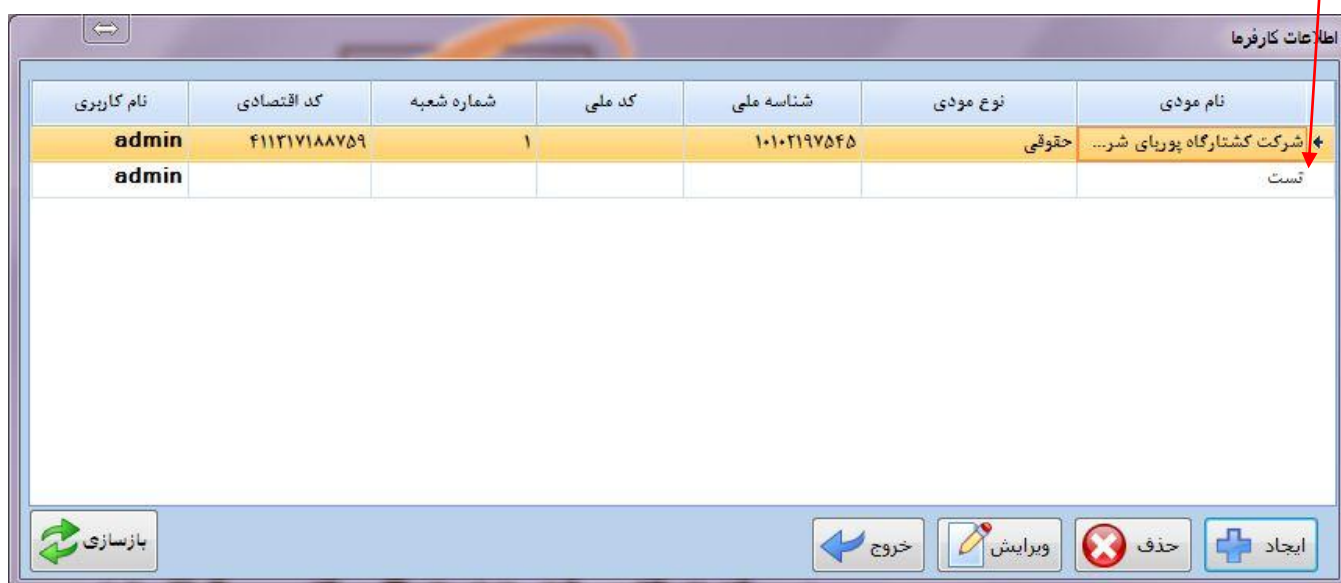 اطلاعات کارفرما
نام مودی نوع مودی شناسه ملی کد ملی شماره شعبه کد اقتصادی نام کاربری
شرکت کشتارگاه پوریای شر... حقوقی ۱۰۱۰۲۱۹۷۵۴۵ ۱ ۴۱۱۳۱۷۱۸۸۷۵۹ admin
تست admin
ایجاد حذف ویرایش خروج بازسازی